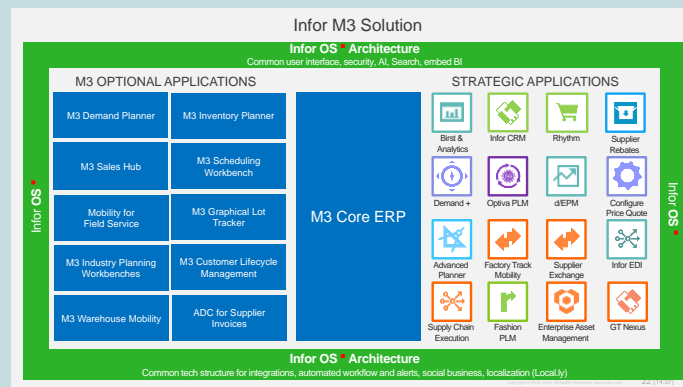 Infor M3 Solution
Infor OS Architecture
Common user interface, security, AI, Search, embed BI
M3 OPTIONAL APPLICATIONS
M3 Demand Planner
M3 Inventory Planner
M3 Sales Hub
M3 Scheduling
Workbench
Mobility for
Field Service
M3 Graphical Lot
Tracker
M3 Industry Planning
Workbenches
M3 Customer Lifecycle
Management
M3 Warehouse Mobility
ADC for Supplier
Invoices
M3 Core ERP
STRATEGIC APPLICATIONS
Birst &
Analytics
Infor CRM
Rhythm
Supplier
Rebates
Demand +
Optiva PLM
d/EPM
Configure
Price Quote
Advanced
Planner
Factory Track
Mobility
Supplier
Exchange
Infor EDI
Supply Chain
Execution
Fashion
PLM
Enterprise Asset
Management
GT Nexus
Infor OS
Infor OS
Infor OS Architecture
Common tech structure for integrations, automated workflow and alerts, social business, localization (Local.ly)